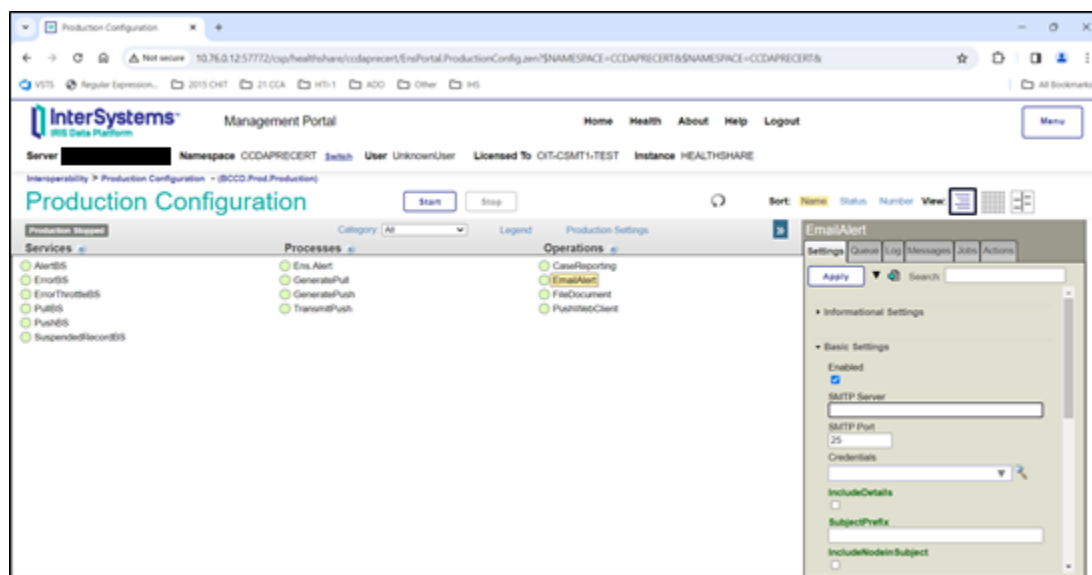 Production Configuration
Not secure 10.76.0.12:57772/csp/healthshare/ccdaprecert/EnsPortal.ProductionConfig.zen?$NAMESPACE=CCDAPRECERT&$NAMESPACE=CCDAPRECERT&
VSTS Regular Expression... 2015 CHIT 21 CCA HTI-1 ADO Other IHS All Bookmarks
InterSystems Management Portal Home Health About Help Logout Menu
IRIS Data Platform
Server Namespace CCDAPRECERT Switch User UnknownUser Licensed To OIT-CSMT1-TEST Instance HEALTHSHARE
Interoperability > Production Configuration - (BCCD.Prod.Production)
Production Configuration Start Stop Sort: Name Status Number View:
Production Stopped Category: All Legend Production Settings
Services Processes Operations
AlertBS Ens.Alert CaseReporting
ErrorBS GeneratePull EmailAlert
ErrorThrottleBS GeneratePush FileDocument
PullBS TransmitPush PushWebClient
PushBS
SuspendedRecordBS
EmailAlert
Settings Queue Log Messages Jobs Actions
Apply Search:
Informational Settings
Basic Settings
Enabled
SMTP Server
SMTP Port
25
Credentials
IncludeDetails
SubjectPrefix
IncludeNodeinSubject